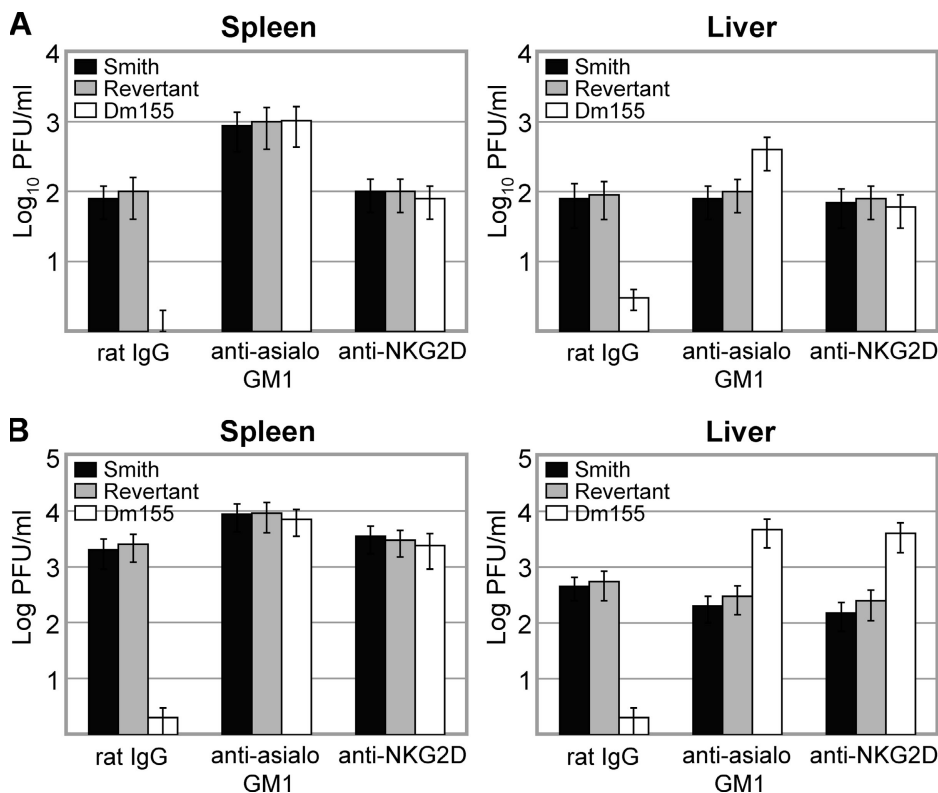 A
Spleen
Log10 PFU/ml
4
3
2
1
Smith
Revertant
Dm155
rat IgG
anti-asialo
GM1
anti-NKG2D
Liver
Log10 PFU/ml
4
3
2
1
Smith
Revertant
Dm155
rat IgG
anti-asialo
GM1
anti-NKG2D
B
Spleen
Log PFU/ml
5
4
3
2
1
Smith
Revertant
Dm155
rat IgG
anti-asialo
GM1
anti-NKG2D
Liver
Log PFU/ml
5
4
3
2
1
Smith
Revertant
Dm155
rat IgG
anti-asialo
GM1
anti-NKG2D